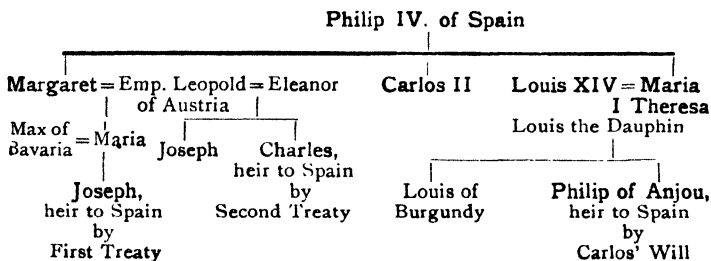 Philip IV. of Spain
Margaret = Emp. Leopold = Eleanor Carlos II Louis XIV = Maria
of Austria I Theresa
Louis the Dauphin
Max of
Bavaria = Maria Joseph Charles,
heir to Spain
by
Second Treaty
Joseph,
heir to Spain
by
First Treaty
Louis of
Burgundy
Philip of Anjou,
heir to Spain
by
Carlos' Will